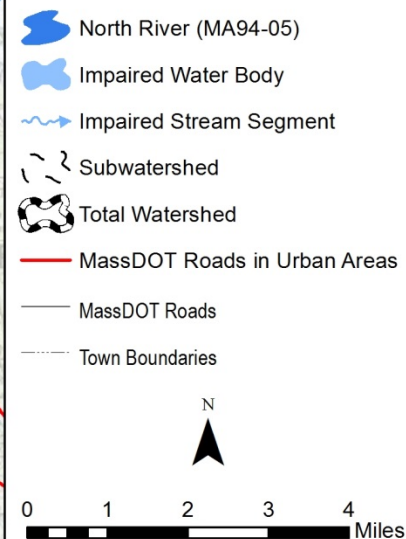 North River (MA94-05)
Impaired Water Body
Impaired Stream Segment
Subwatershed
Total Watershed
MassDOT Roads in Urban Areas
MassDOT Roads
Town Boundaries
N
0 1 2 3 4
Miles